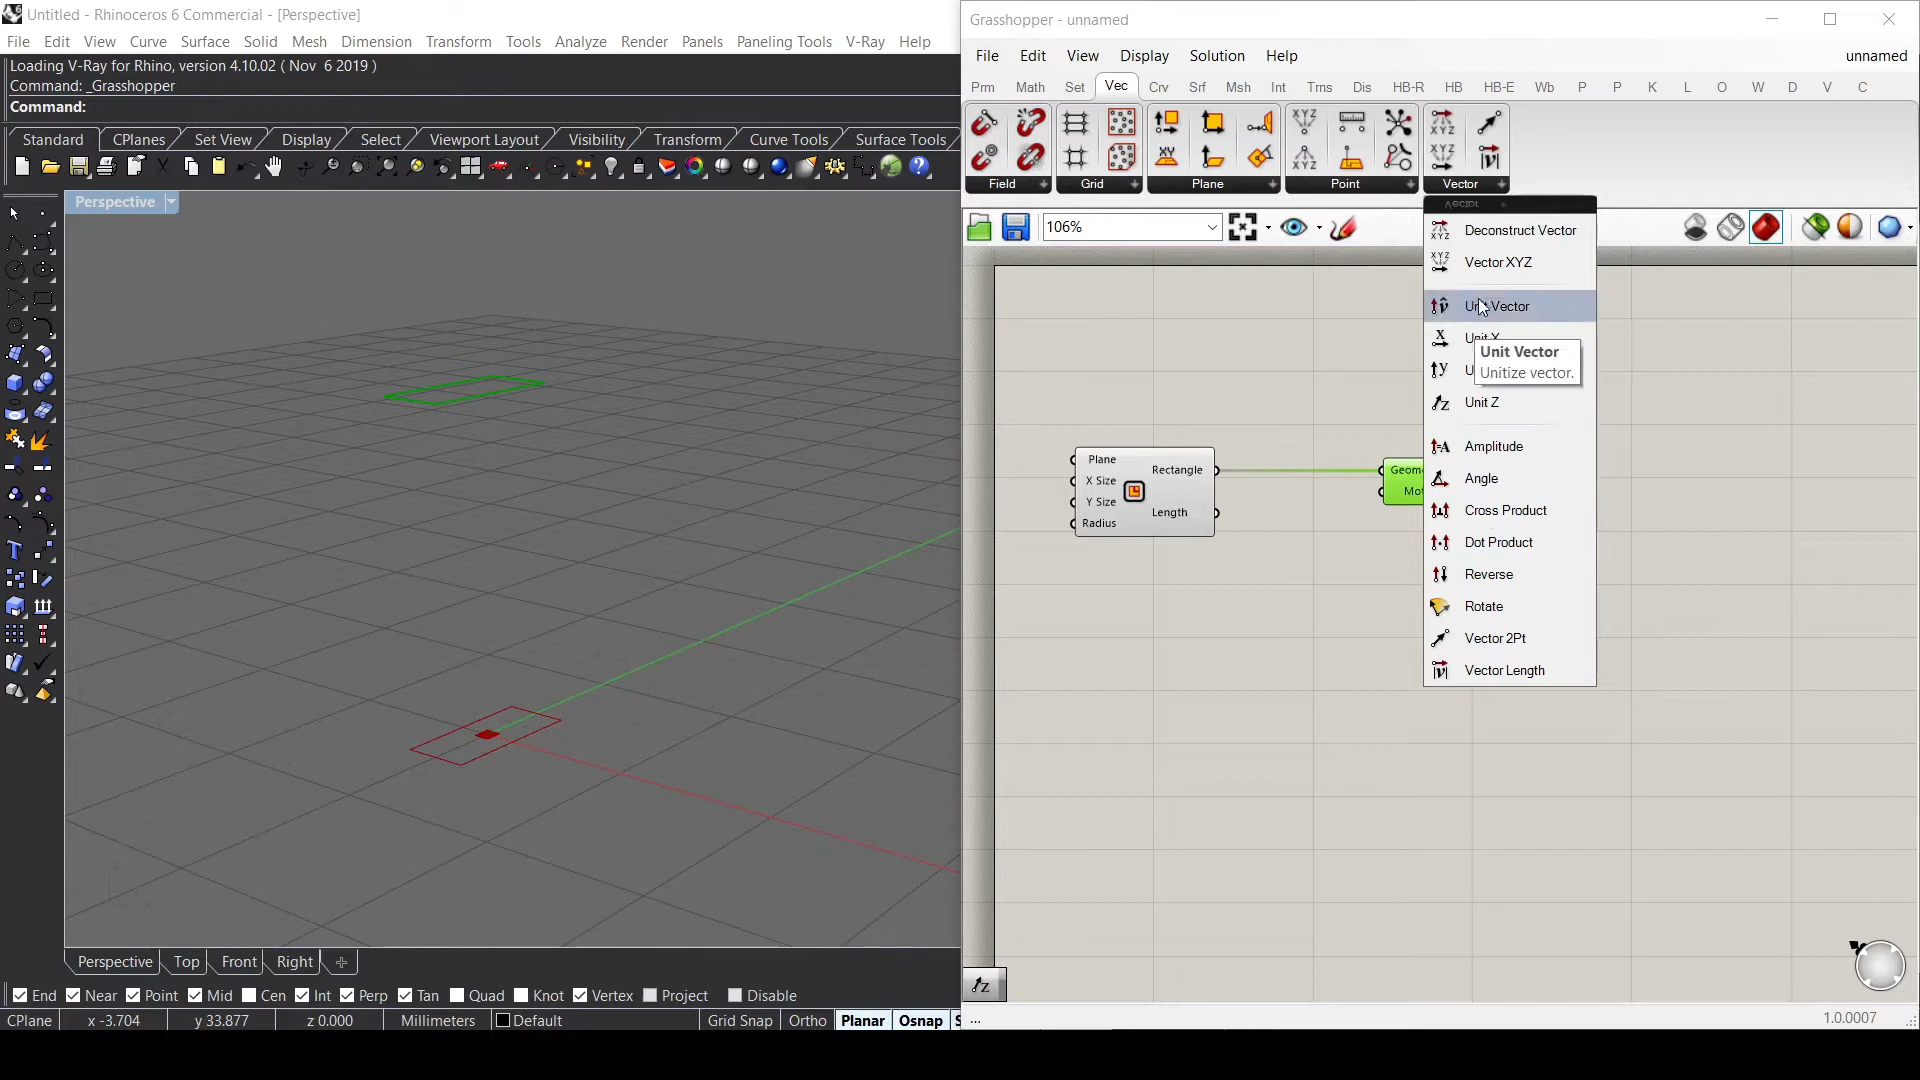 Untitled - Rhinoceros 6 Commercial - [Perspective]
File Edit View Curve Surface Solid Mesh Dimension Transform Tools Analyze Render Panels Paneling Tools V-Ray Help
Loading V-Ray for Rhino, version 4.10.02 ( Nov 6 2019 )
Command: _Grasshopper
Command:
Standard CPlanes Set View Display Select Viewport Layout Visibility Transform Curve Tools Surface Tools
Perspective
Perspective Top Front Right
End Near Point Mid Cen Int Perp Tan Quad Knot Vertex Project Disable
CPlane x -3.704 y 33.877 z 0.000 Millimeters Default Grid Snap Ortho Planar Osnap S
Grasshopper - unnamed
File Edit View Display Solution Help unnamed
Prm Math Set Vec Crv Srf Msh Int Trns Dis HB-R HB HB-E Wb P P K L O W D V C
Field Grid Plane Point Vector
106%
Vector
Deconstruct Vector
Vector XYZ
Unit Vector
Unit X
Unit Vector
Unitize vector.
U
Unit Z
Amplitude
Angle
Cross Product
Dot Product
Reverse
Rotate
Vector 2Pt
Vector Length
Plane
X Size
Y Size
Radius
Rectangle
Length
Geome
Mot
... 1.0.0007